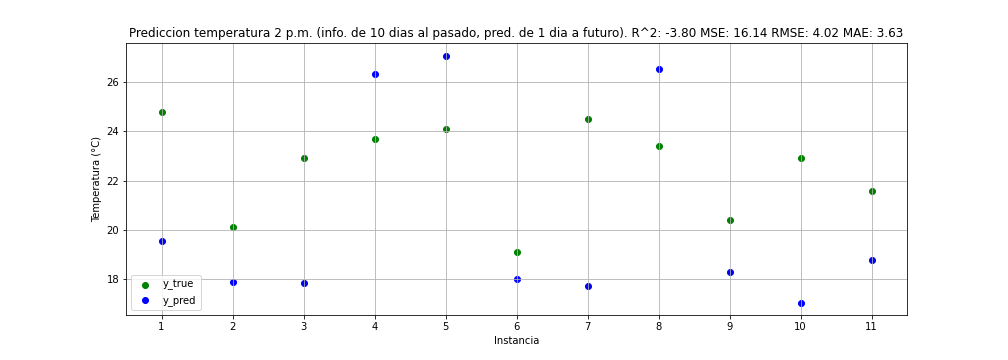 Prediccion temperatura 2 p.m. (info. de 10 dias al pasado, pred. de 1 dia a futuro). R^2: -3.80 MSE: 16.14 RMSE: 4.02 MAE: 3.63
Temperatura (°C)
26
24
22
20
18
y_true
y_pred
1 2 3 4 5 6 7 8 9 10 11
Instancia